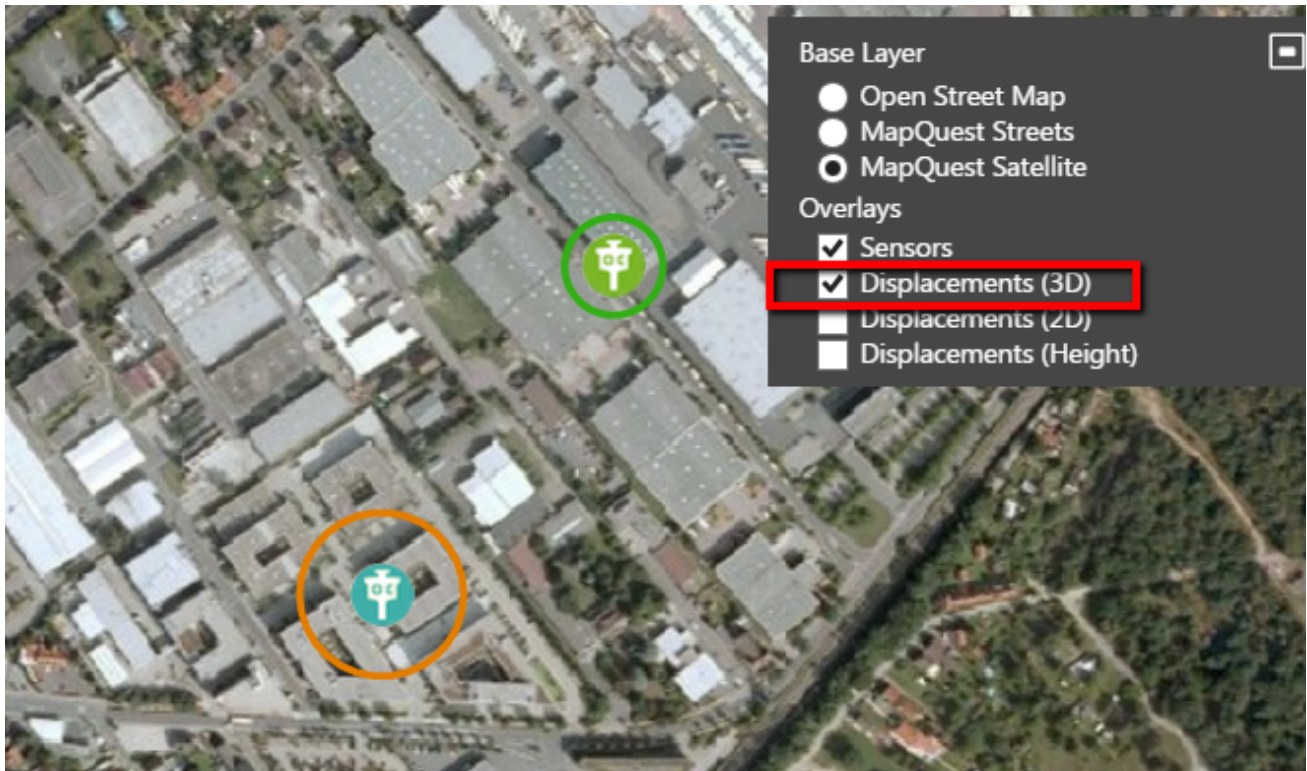 Base Layer
Open Street Map
MapQuest Streets
MapQuest Satellite
Overlays
Sensors
Displacements (3D)
Displacements (2D)
Displacements (Height)